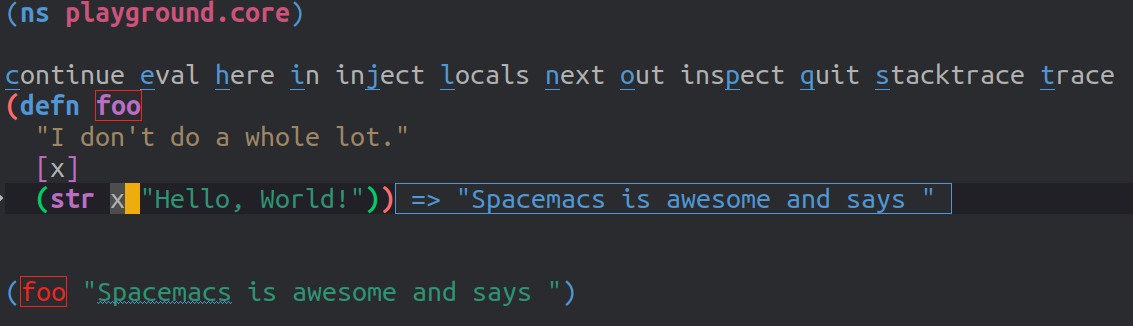 (ns playground.core)
continue eval here in inject locals next out inspect quit stacktrace trace
(defn foo
"I don't do a whole lot."
[x]
(str x "Hello, World!")) => "Spacemacs is awesome and says "
(foo "Spacemacs is awesome and says ")